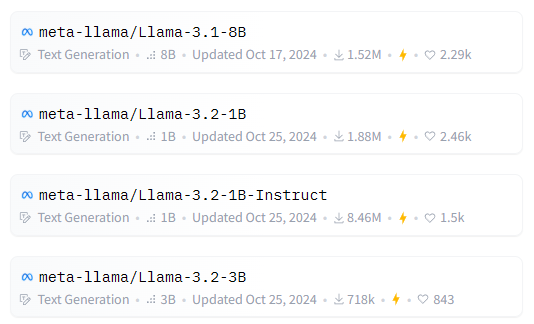 meta-llama/Llama-3.1-8B
Text Generation • 8B • Updated Oct 17, 2024 • 1.52M • • 2.29k
meta-llama/Llama-3.2-1B
Text Generation • 1B • Updated Oct 25, 2024 • 1.88M • • 2.46k
meta-llama/Llama-3.2-1B-Instruct
Text Generation • 1B • Updated Oct 25, 2024 • 8.46M • • 1.5k
meta-llama/Llama-3.2-3B
Text Generation • 3B • Updated Oct 25, 2024 • 718k • • 843